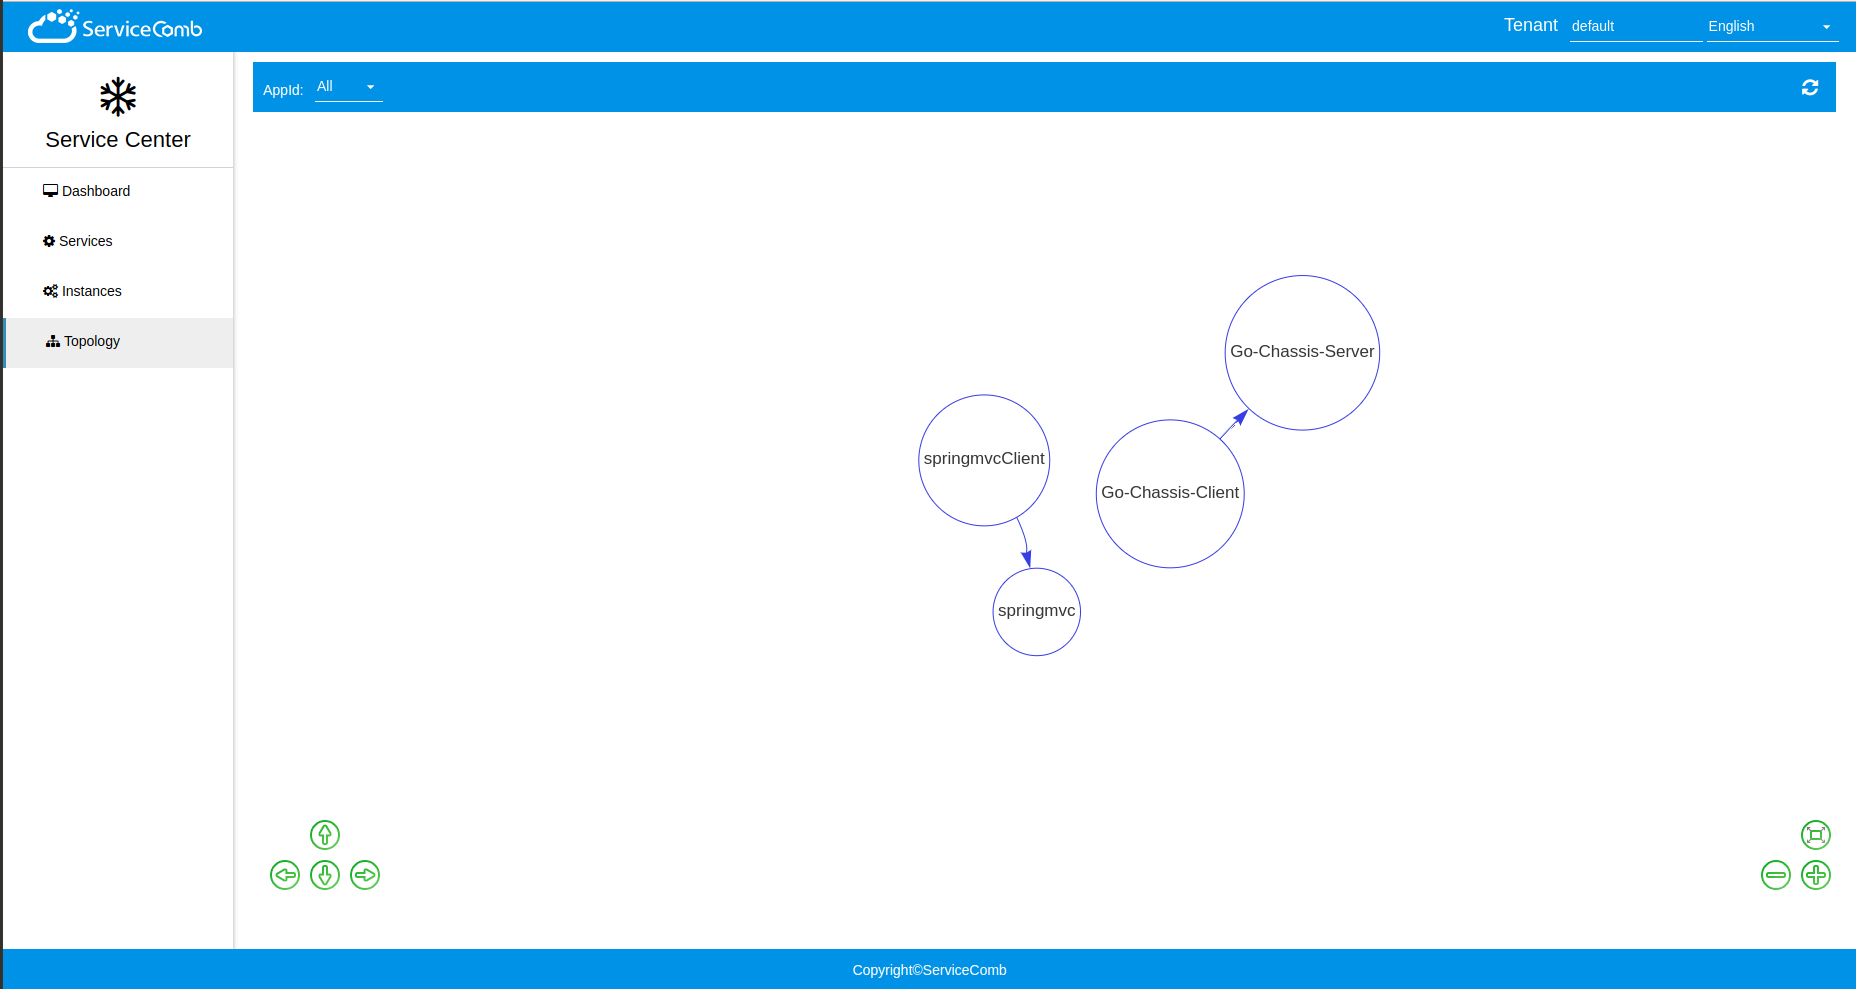 ServiceComb
Tenant default English
Service Center
AppId: All
Dashboard
Services
Instances
Topology
Go-Chassis-Server
springmvcClient
Go-Chassis-Client
springmvc
Copyright©ServiceComb